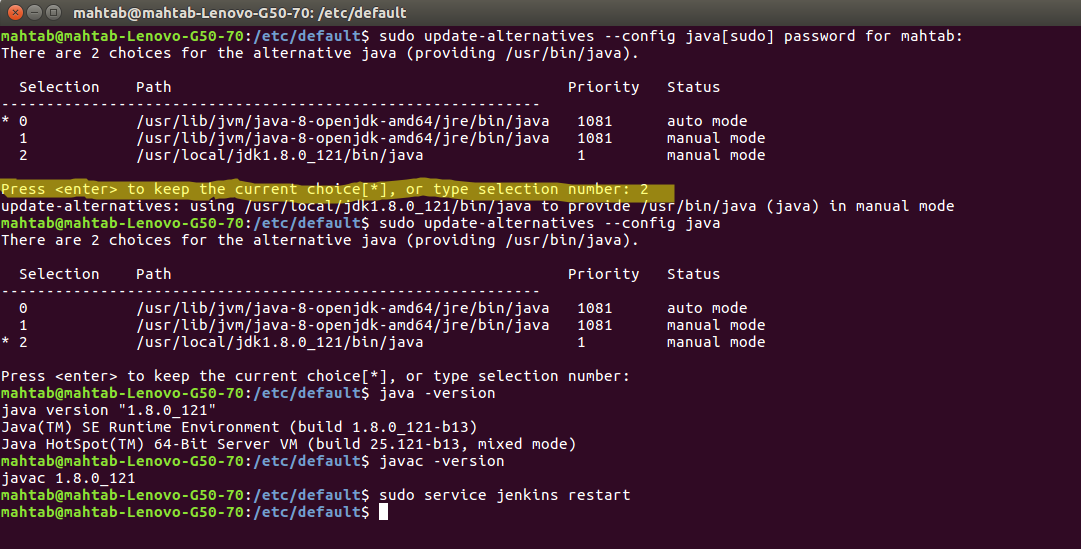 mahtab@mahtab-Lenovo-G50-70: /etc/default
mahtab@mahtab-Lenovo-G50-70:/etc/default$ sudo update-alternatives --config java[sudo] password for mahtab:
There are 2 choices for the alternative java (providing /usr/bin/java).
  Selection    Path                                            Priority   Status
------------------------------------------------------------
* 0            /usr/lib/jvm/java-8-openjdk-amd64/jre/bin/java   1081      auto mode
  1            /usr/lib/jvm/java-8-openjdk-amd64/jre/bin/java   1081      manual mode
  2            /usr/local/jdk1.8.0_121/bin/java                 1         manual mode
Press <enter> to keep the current choice[*], or type selection number: 2
update-alternatives: using /usr/local/jdk1.8.0_121/bin/java to provide /usr/bin/java (java) in manual mode
mahtab@mahtab-Lenovo-G50-70:/etc/default$ sudo update-alternatives --config java
There are 2 choices for the alternative java (providing /usr/bin/java).
  Selection    Path                                            Priority   Status
------------------------------------------------------------
  0            /usr/lib/jvm/java-8-openjdk-amd64/jre/bin/java   1081      auto mode
  1            /usr/lib/jvm/java-8-openjdk-amd64/jre/bin/java   1081      manual mode
* 2            /usr/local/jdk1.8.0_121/bin/java                 1         manual mode
Press <enter> to keep the current choice[*], or type selection number:
mahtab@mahtab-Lenovo-G50-70:/etc/default$ java -version
java version "1.8.0_121"
Java(TM) SE Runtime Environment (build 1.8.0_121-b13)
Java HotSpot(TM) 64-Bit Server VM (build 25.121-b13, mixed mode)
mahtab@mahtab-Lenovo-G50-70:/etc/default$ javac -version
javac 1.8.0_121
mahtab@mahtab-Lenovo-G50-70:/etc/default$ sudo service jenkins restart
mahtab@mahtab-Lenovo-G50-70:/etc/default$